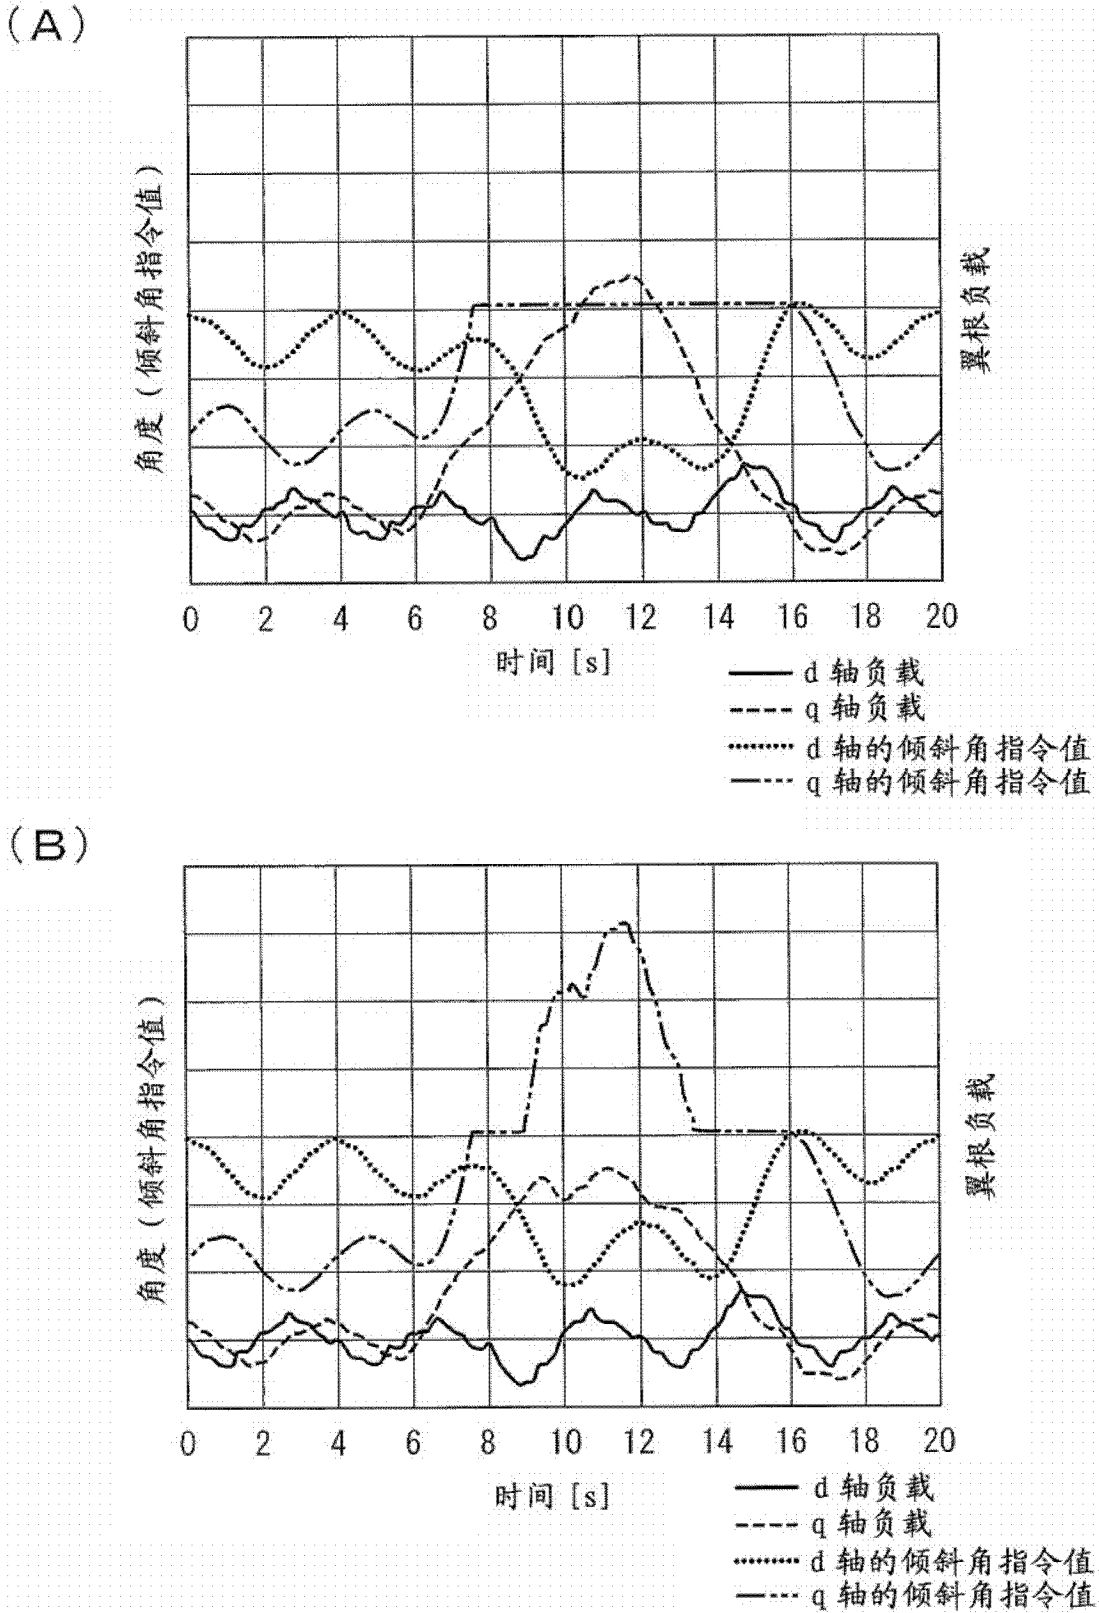 (A)
角度(倾斜角指令值)
翼根负载
0 2 4 6 8 10 12 14 16 18 20
时间 [s]
d 轴负载
q 轴负载
d 轴的倾斜角指令值
q 轴的倾斜角指令值
(B)
角度(倾斜角指令值)
翼根负载
0 2 4 6 8 10 12 14 16 18 20
时间 [s]
d 轴负载
q 轴负载
d 轴的倾斜角指令值
q 轴的倾斜角指令值